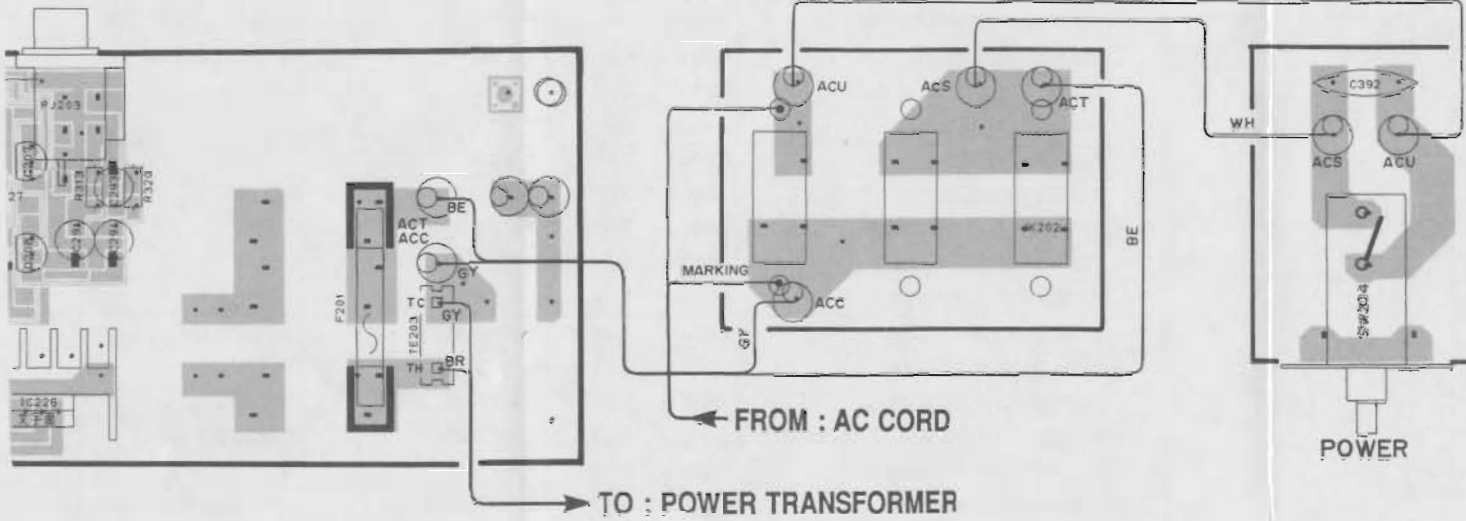 PJ203
R313
R320
27
BE
ACT
ACC
GY
F201
TC
GY
TE203
BR
TH
IC226
ACU
ACS
ACT
K202
MARKING
ACC
GY
BE
FROM : AC CORD
TO : POWER TRANSFORMER
C392
WH
ACS
ACU
SW204
POWER